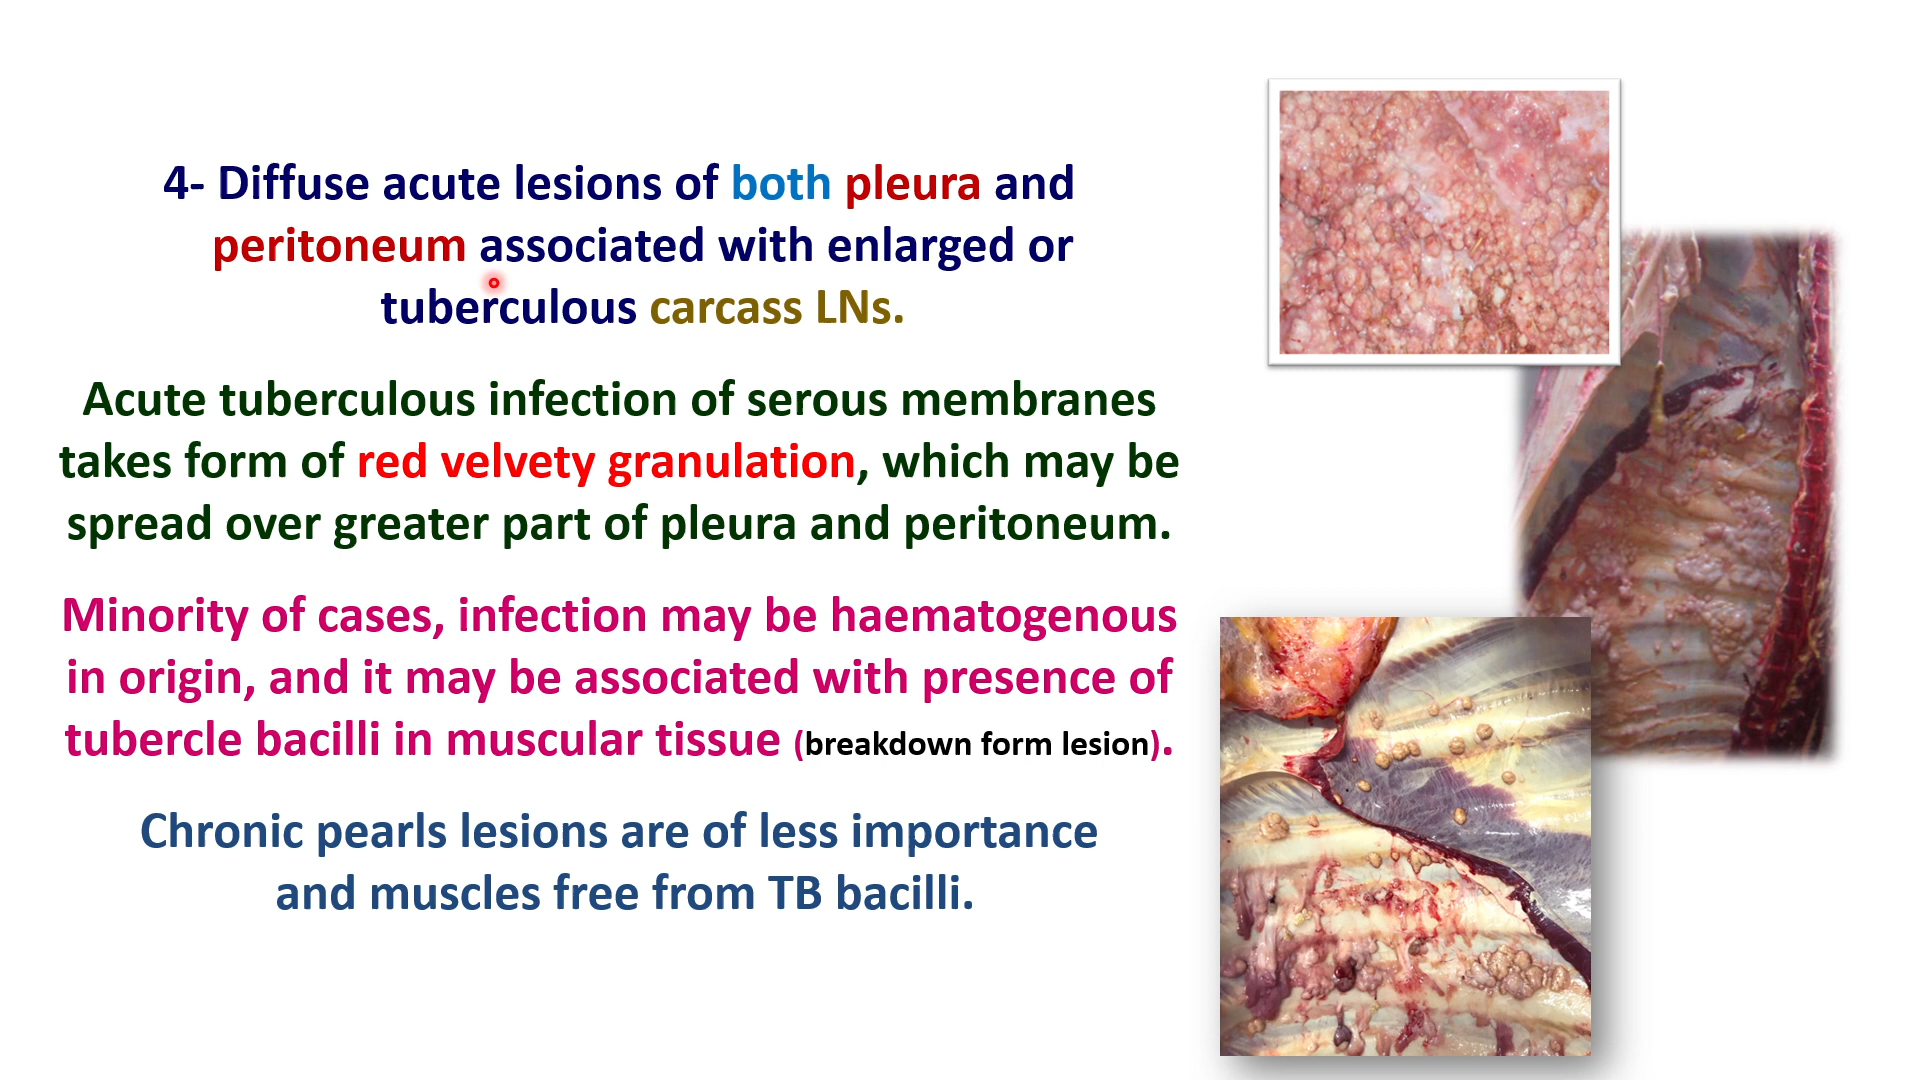 4- Diffuse acute lesions of both pleura and
peritoneum associated with enlarged or
tuberculous carcass LNs.
Acute tuberculous infection of serous membranes
takes form of red velvety granulation, which may be
spread over greater part of pleura and peritoneum.
Minority of cases, infection may be haematogenous
in origin, and it may be associated with presence of
tubercle bacilli in muscular tissue (breakdown form lesion).
Chronic pearls lesions are of less importance
and muscles free from TB bacilli.